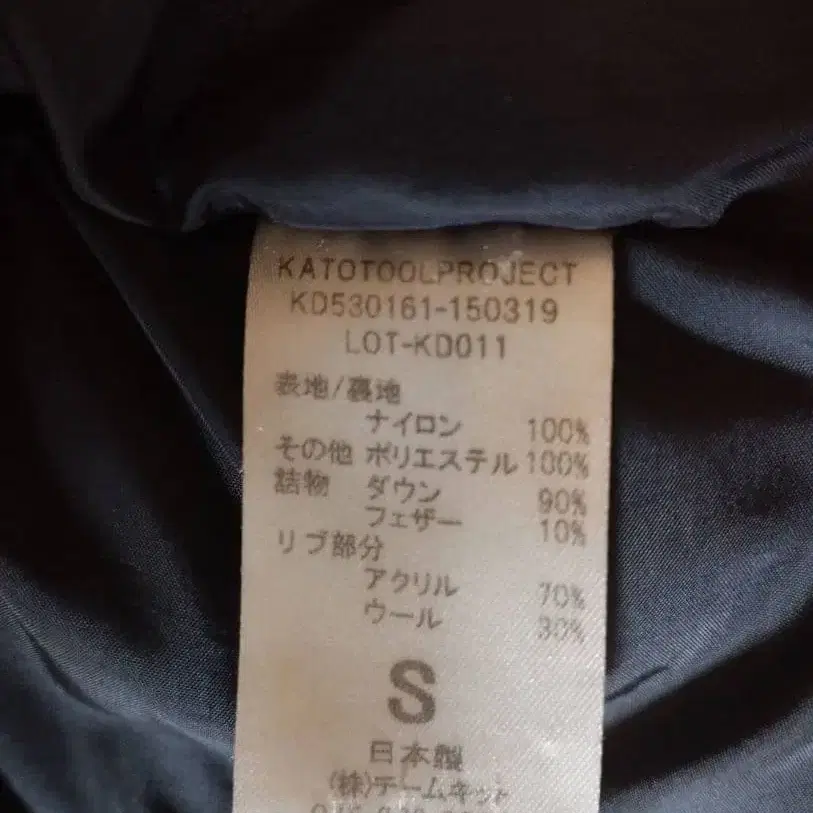 KATOTOOLPROJECT
KD530161-150319
LOT-KD011
表地/裏地
ナイロン 100%
その他 ポリエステル 100%
詰物 ダウン 90%
フェザー 10%
リブ部分
アクリル 70%
ウール 30%
S
日本製
(株)チームキット